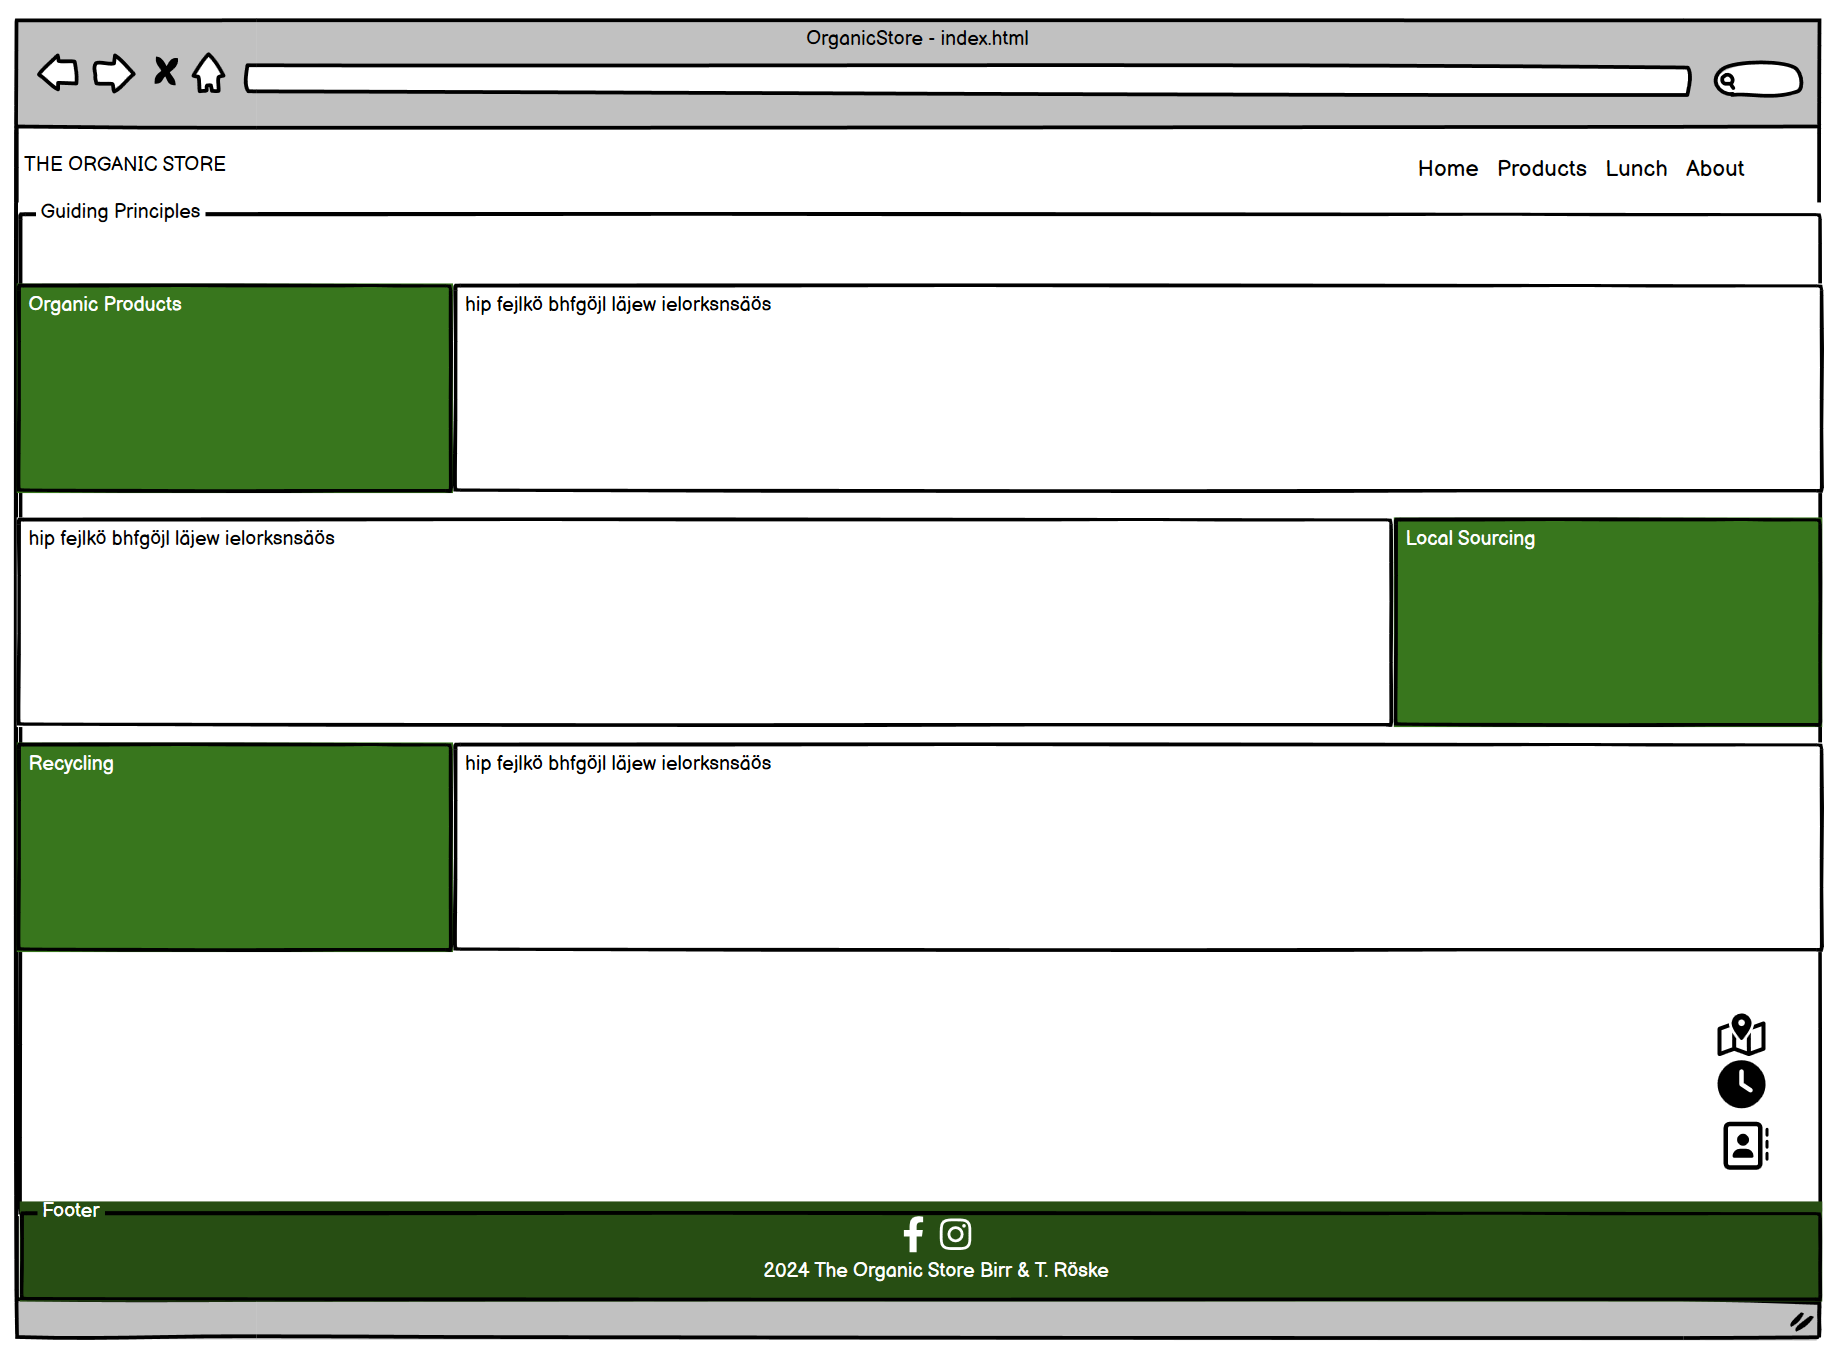 OrganicStore - index.html
THE ORGANIC STORE
Home Products Lunch About
Guiding Principles
Organic Products
hip fejlkö bhfgöjl läjew ielorksnsäös
hip fejlkö bhfgöjl läjew ielorksnsäös
Local Sourcing
Recycling
hip fejlkö bhfgöjl läjew ielorksnsäös
Footer
2024 The Organic Store Birr & T. Röske